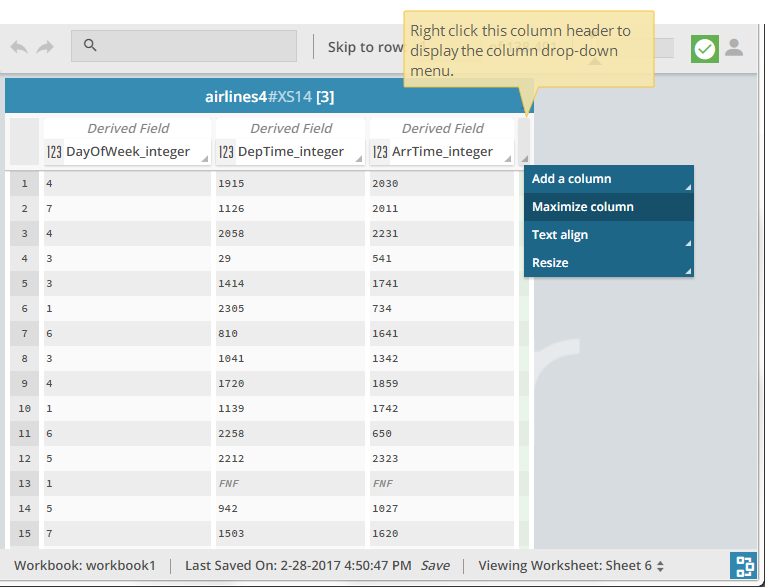 Right click this column header to
display the column drop-down
menu.
Skip to row
airlines4#XS14 [3]
Derived Field Derived Field Derived Field
123 DayOfWeek_integer 123 DepTime_integer 123 ArrTime_integer
1 4 1915 2030
2 7 1126 2011
3 4 2058 2231
4 3 29 541
5 3 1414 1741
6 1 2305 734
7 6 810 1641
8 3 1041 1342
9 4 1720 1859
10 1 1139 1742
11 6 2258 650
12 5 2212 2323
13 1 FNF FNF
14 5 942 1027
15 7 1503 1620
Add a column
Maximize column
Text align
Resize
Workbook: workbook1 Last Saved On: 2-28-2017 4:50:47 PM Save Viewing Worksheet: Sheet 6